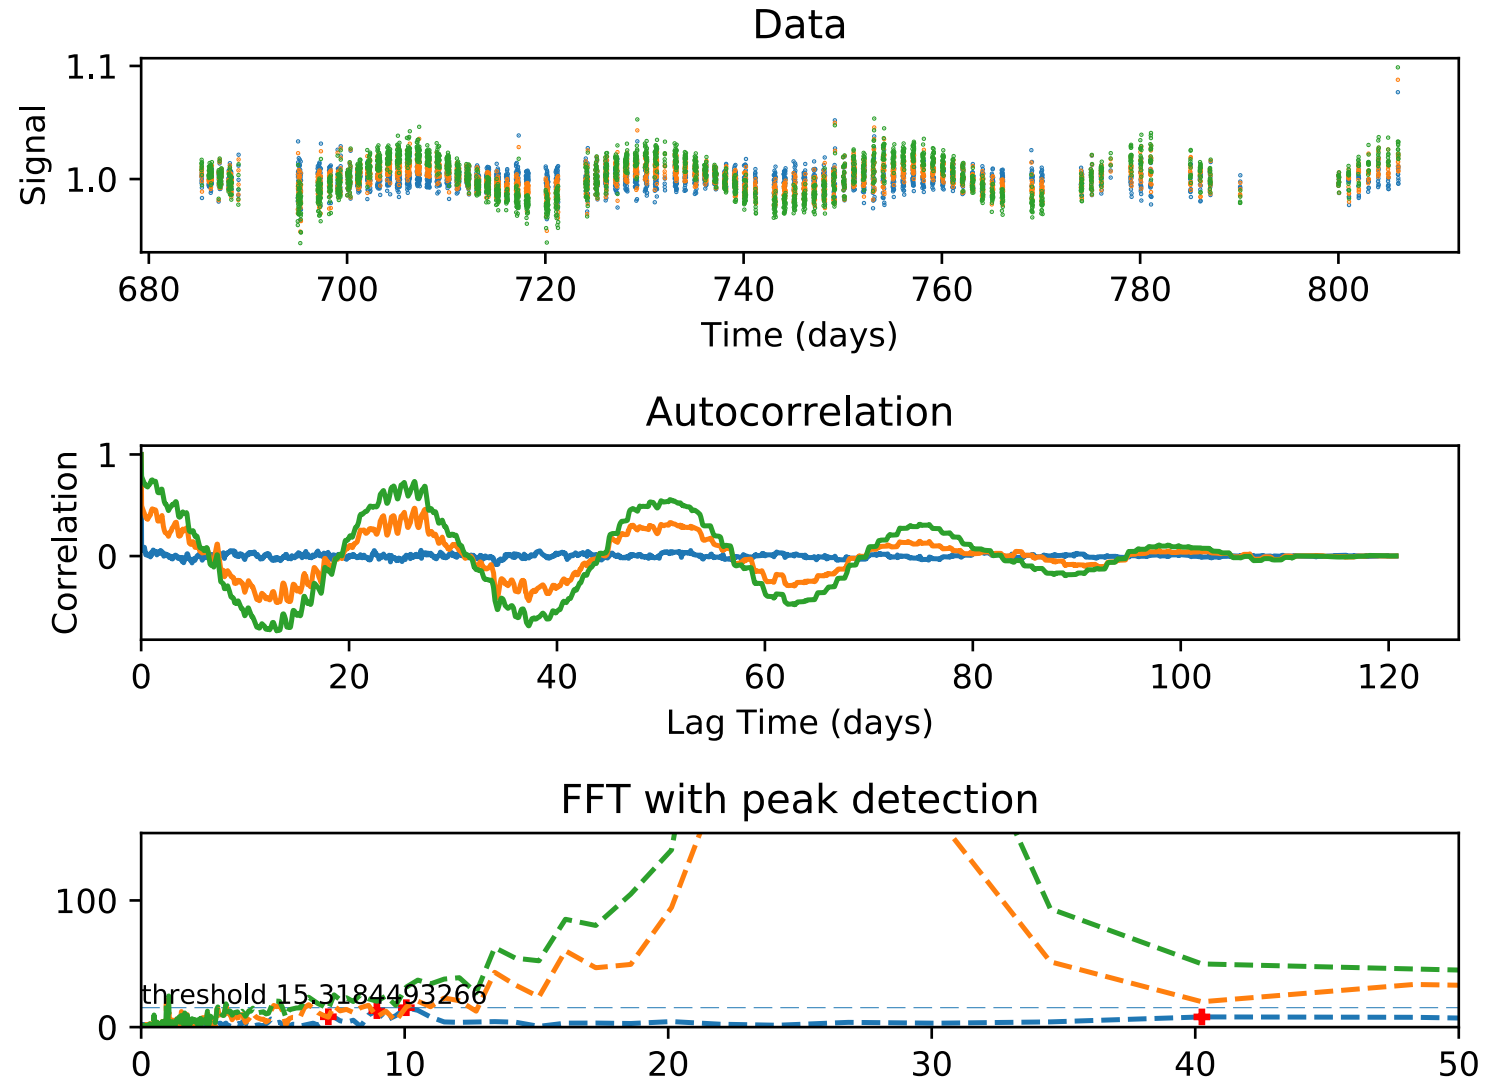 Data
1.1
1.0
Signal
680 700 720 740 760 780 800
Time (days)
Autocorrelation
1
0
Correlation
0 20 40 60 80 100 120
Lag Time (days)
FFT with peak detection
100
threshold 15.3184493266
0
0 10 20 30 40 50